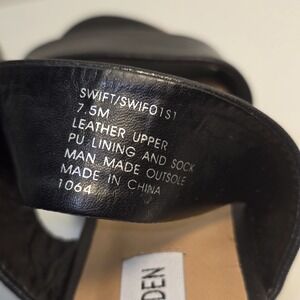 SWIFT/SWIF01S1
7.5M
LEATHER UPPER
PU LINING AND SOCK
MAN MADE OUTSOLE
MADE IN CHINA
1064
DEN